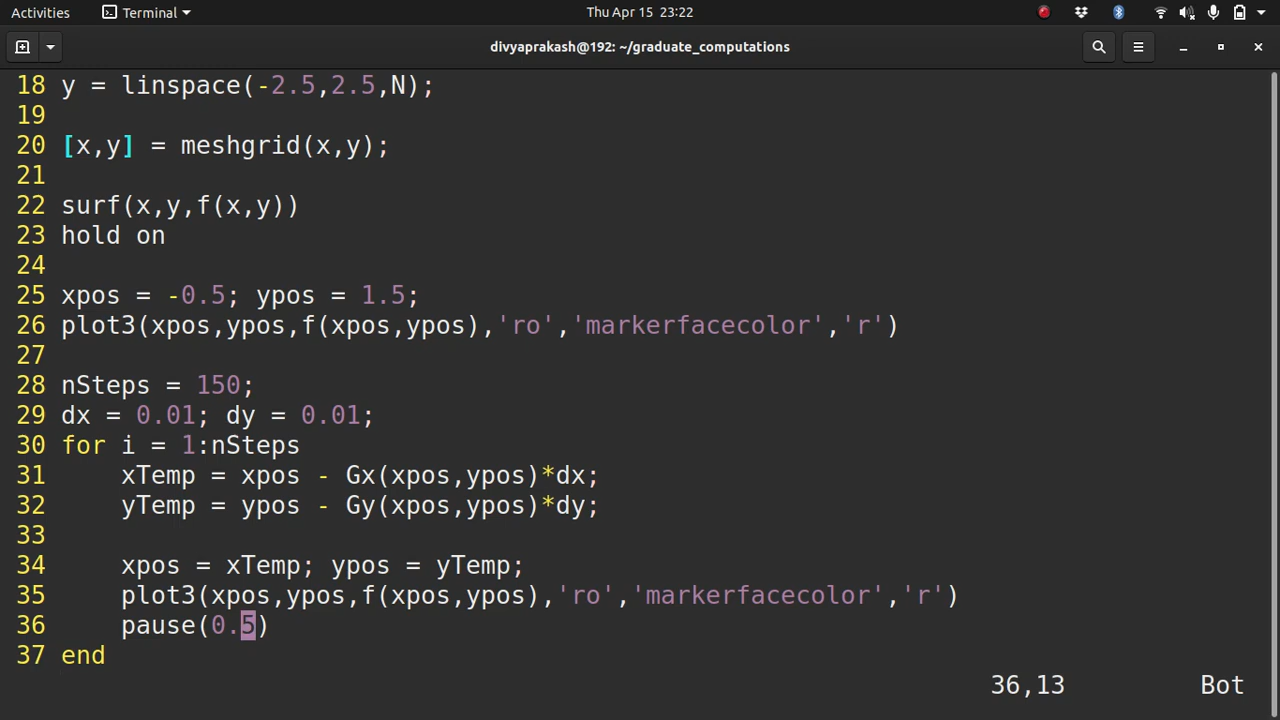 Activities Terminal Thu Apr 15 23:22
divyaprakash@192: ~/graduate_computations
18 y = linspace(-2.5,2.5,N);
19
20 [x,y] = meshgrid(x,y);
21
22 surf(x,y,f(x,y))
23 hold on
24
25 xpos = -0.5; ypos = 1.5;
26 plot3(xpos,ypos,f(xpos,ypos),'ro','markerfacecolor','r')
27
28 nSteps = 150;
29 dx = 0.01; dy = 0.01;
30 for i = 1:nSteps
31     xTemp = xpos - Gx(xpos,ypos)*dx;
32     yTemp = ypos - Gy(xpos,ypos)*dy;
33
34     xpos = xTemp; ypos = yTemp;
35     plot3(xpos,ypos,f(xpos,ypos),'ro','markerfacecolor','r')
36     pause(0.5)
37 end
36,13 Bot